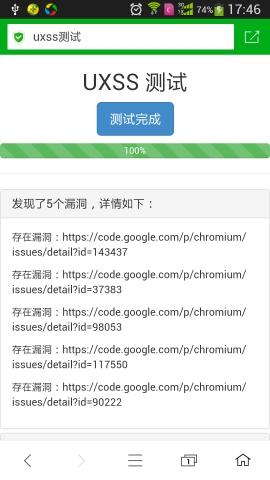 74% 17:46
uxss测试
UXSS 测试
测试完成
100%
发现了5个漏洞，详情如下：
存在漏洞：https://code.google.com/p/chromium/
issues/detail?id=143437
存在漏洞：https://code.google.com/p/chromium/
issues/detail?id=37383
存在漏洞：https://code.google.com/p/chromium/
issues/detail?id=98053
存在漏洞：https://code.google.com/p/chromium/
issues/detail?id=117550
存在漏洞：https://code.google.com/p/chromium/
issues/detail?id=90222
1